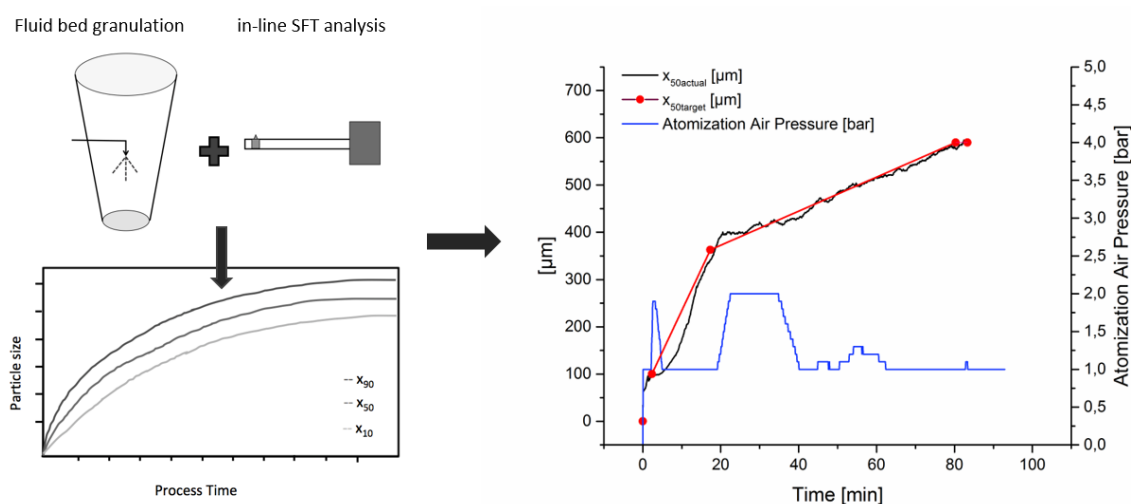 Fluid bed granulation
in-line SFT analysis
Particle size
x90
x50
x10
Process Time
x50actual [µm]
x50target [µm]
Atomization Air Pressure [bar]
[µm]
700
600
500
400
300
200
100
0
0
20
40
60
80
100
Time [min]
5,0
4,5
4,0
3,5
3,0
2,5
2,0
1,5
1,0
0,5
0,0
Atomization Air Pressure [bar]